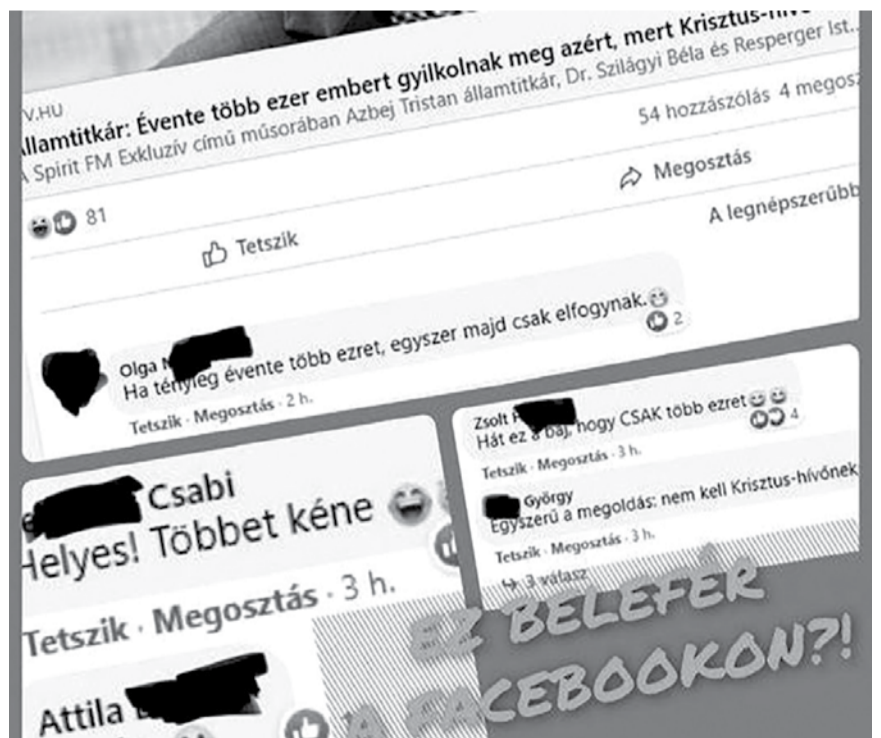 V.HU
Államtitkár: Évente több ezer embert gyilkolnak meg azért, mert Krisztus-hívő
A Spirit FM Exkluzív című műsorában Azbej Tristan államtitkár, Dr. Szilágyi Béla és Resperger Ist...
54 hozzászólás 4 megosz
81
Tetszik
Megosztás
A legnépszerűbb
Olga
Ha tényleg évente több ezret, egyszer majd csak elfogynak.
2
Tetszik · Megosztás · 2 h.
Csabi
Helyes! Többet kéne
Tetszik · Megosztás · 3 h.
Attila
Zsolt
Hát ez a baj, hogy CSAK több ezret
4
Tetszik · Megosztás · 3 h.
György
Egyszerű a megoldás: nem kell Krisztus-hívőnek
Tetszik · Megosztás · 3 h.
3 válasz
EZ BELEFÉR
A FACEBOOKON?!